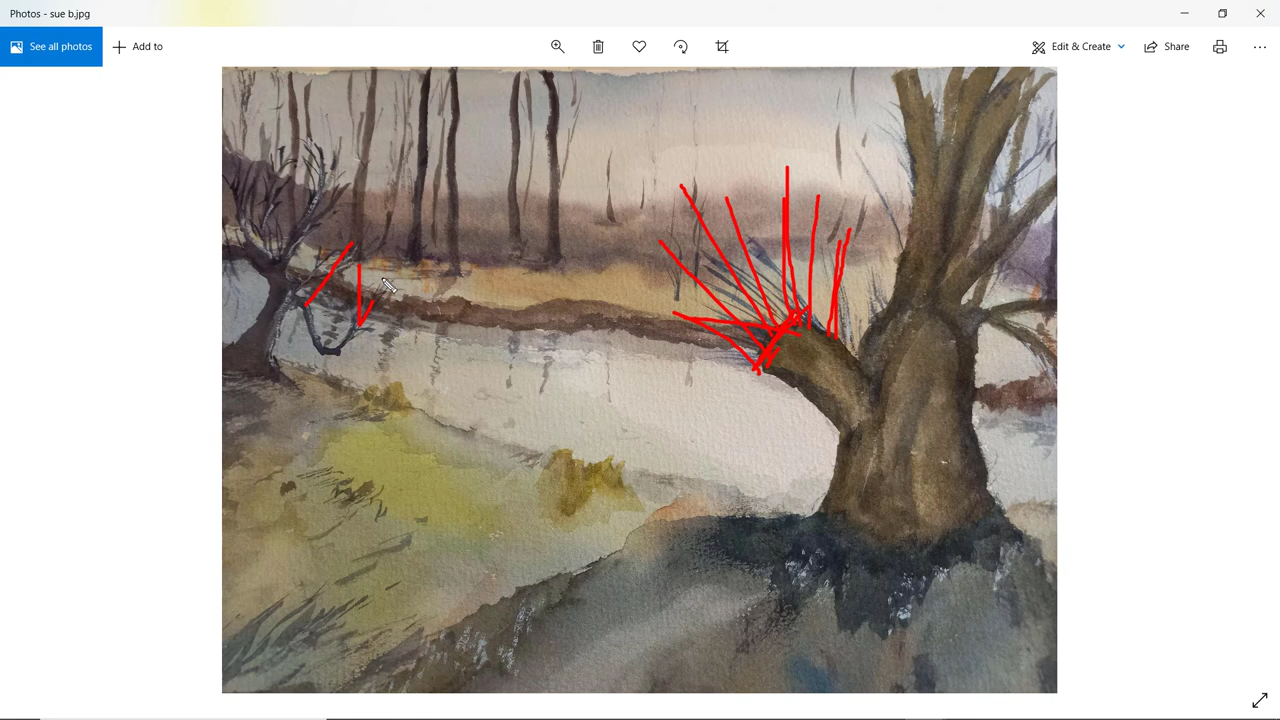 Photos - sue b.jpg
See all photos
Add to
Edit & Create
Share